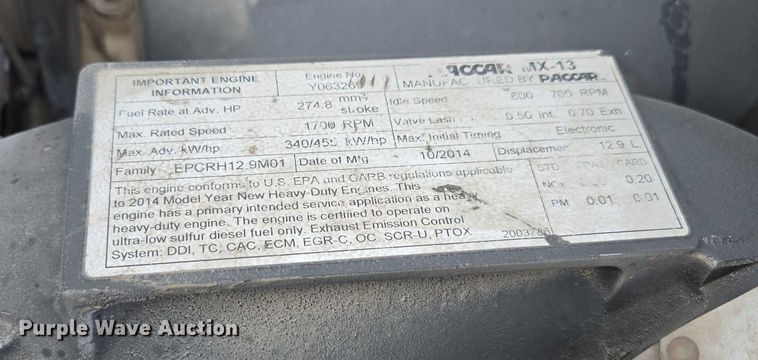 IMPORTANT ENGINE INFORMATION
Engine No. Y063266
PACCAR MX-13
MANUFACTURED BY PACCAR
Fuel Rate at Adv. HP 274.8 mm³/stroke
Idle Speed 600 700 RPM
Max. Rated Speed 1700 RPM
Valve Lash 0.50 Int. 0.70 Exh.
Max. Adv. kW/hp 340/455 kW/hp
Max. Initial Timing Electronic
Family EPCRH12.9M01
Date of Mfg. 10/2014
Displacement 12.9 L
This engine conforms to U.S. EPA and CARB regulations applicable
to 2014 Model Year New Heavy-Duty Engines. This
engine has a primary intended service application as a heavy
heavy-duty engine. The engine is certified to operate on
ultra-low sulfur diesel fuel only. Exhaust Emission Control
System: DDI, TC, CAC, ECM, EGR-C, OC, SCR-U, PTOX
STD EPA CARB
NOX 0.20
PM 0.01 0.01
Purple Wave Auction